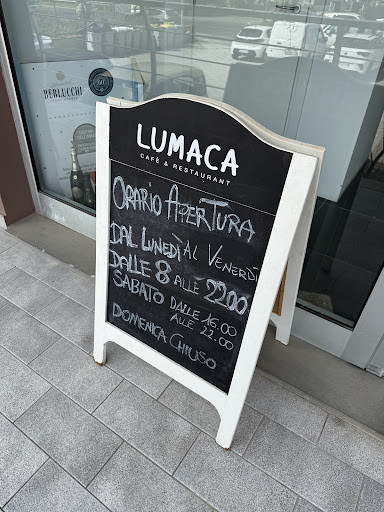 BERLUCCHI
LUMACA
CAFÈ & RESTAURANT
ORARIO APERTURA
DAL LUNEDÌ AL VENERDÌ
DALLE 8 ALLE 22.00
SABATO DALLE 16.00
ALLE 22.00
DOMENICA CHIUSO